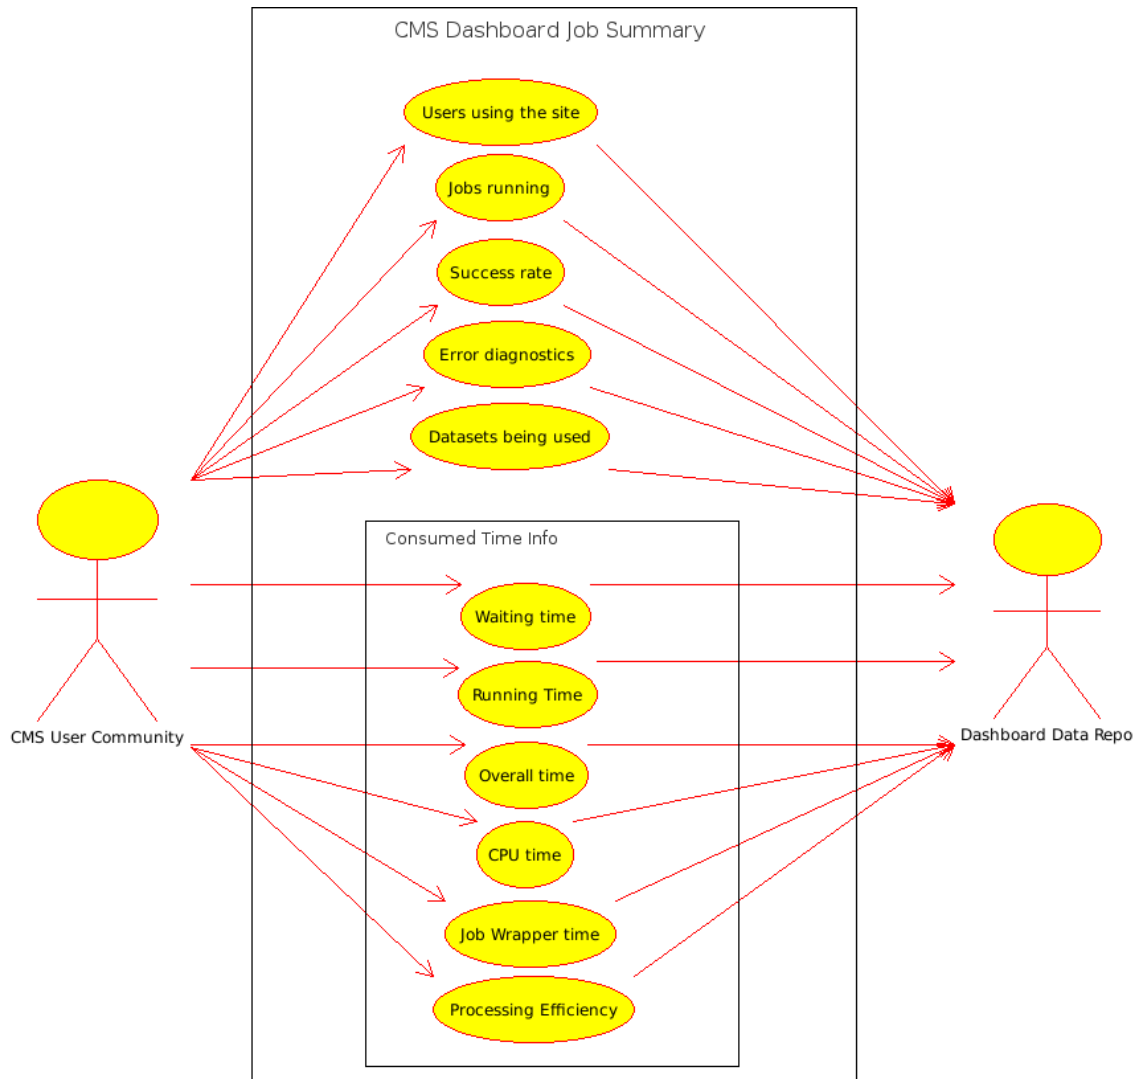 CMS Dashboard Job Summary
Users using the site
Jobs running
Success rate
Error diagnostics
Datasets being used
Consumed Time Info
Waiting time
Running Time
CMS User Community
Dashboard Data Repo
Overall time
CPU time
Job Wrapper time
Processing Efficiency